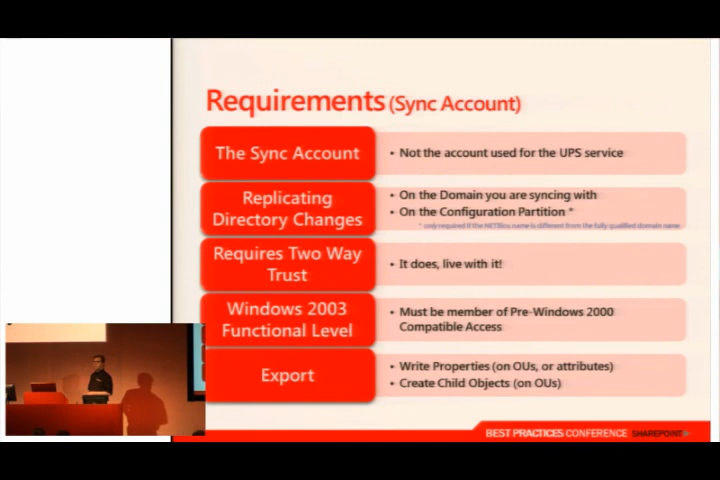 Requirements (Sync Account)
The Sync Account
• Not the account used for the UPS service
Replicating
Directory Changes
• On the Domain you are syncing with
• On the Configuration Partition *
* only required if the NETBios name is different from the fully qualified domain name
Requires Two Way
Trust
• It does, live with it!
Windows 2003
Functional Level
• Must be member of Pre-Windows 2000
Compatible Access
Export
• Write Properties (on OUs, or attributes)
• Create Child Objects (on OUs)
BEST PRACTICES CONFERENCE SHAREPOINT